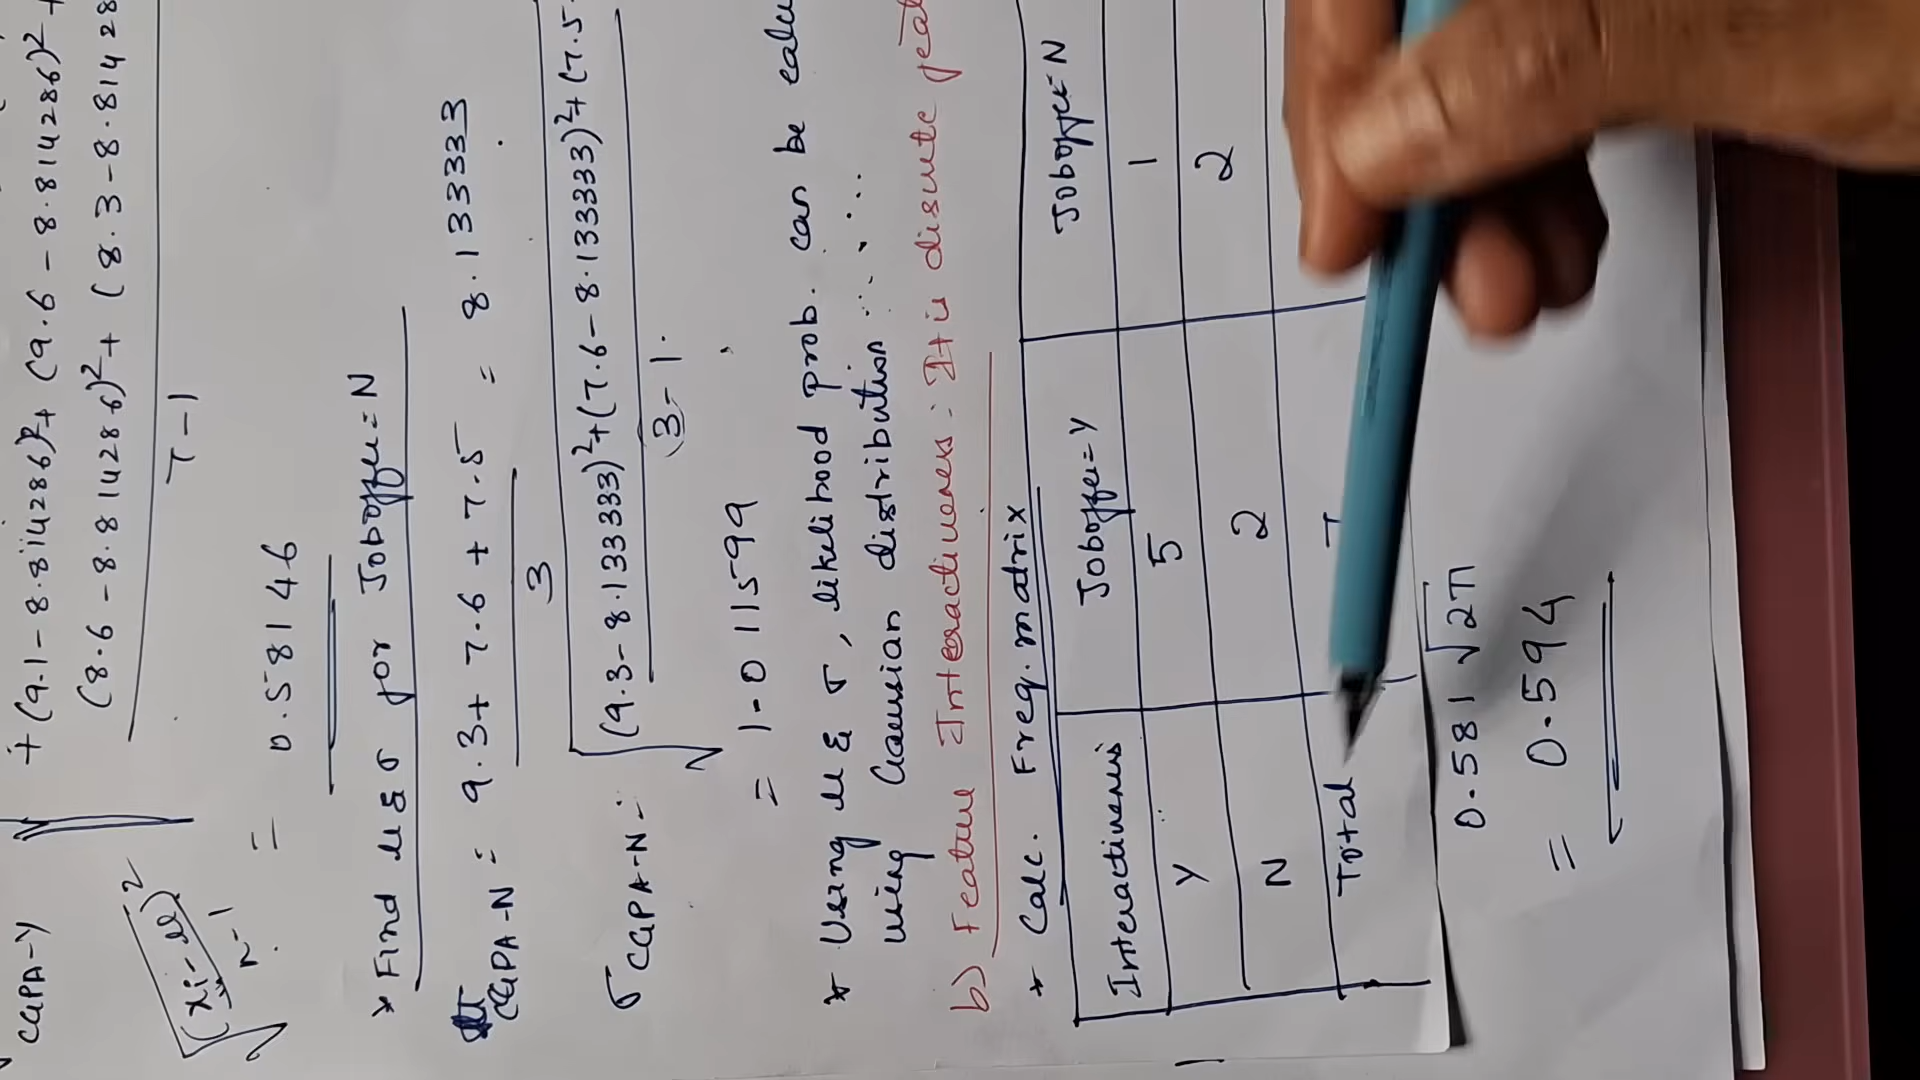 CGPA-Y
+ (9.1 - 8.814286)² + (9.6 - 8.814286)² +
(8.6 - 8.814286)² + (8.3 - 8.81428
7-1
√(xi-μ)²
n-1
= 0.58146
* Find μ & σ for Joboffer=N
μ CGPA-N = 9.3 + 7.6 + 7.5 = 8.133333
3
σ CGPA-N = √(9.3 - 8.133333)² + (7.6 - 8.133333)² + (7.5
(3-1
= 1.011599
* Using μ & σ, likelihood prob. can be
using Gaussian distribution
b) Feature Interactiveness: It is discrete
* Calc. Freq. matrix
Interactiveness Joboffer=Y Joboffer=N
Y 5 1
N 2 2
Total 7
0.581 √2π
= 0.594